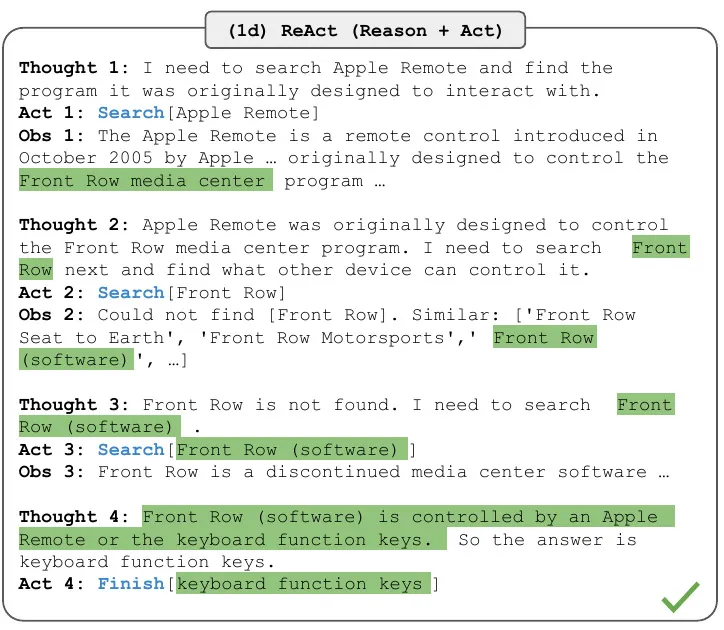 (1d) ReAct (Reason + Act)
Thought 1: I need to search Apple Remote and find the
program it was originally designed to interact with.
Act 1: Search[Apple Remote]
Obs 1: The Apple Remote is a remote control introduced in
October 2005 by Apple … originally designed to control the
Front Row media center program …
Thought 2: Apple Remote was originally designed to control
the Front Row media center program. I need to search Front
Row next and find what other device can control it.
Act 2: Search[Front Row]
Obs 2: Could not find [Front Row]. Similar: ['Front Row
Seat to Earth', 'Front Row Motorsports',' Front Row
(software)', …]
Thought 3: Front Row is not found. I need to search Front
Row (software) .
Act 3: Search[Front Row (software) ]
Obs 3: Front Row is a discontinued media center software …
Thought 4: Front Row (software) is controlled by an Apple
Remote or the keyboard function keys. So the answer is
keyboard function keys.
Act 4: Finish[keyboard function keys ]